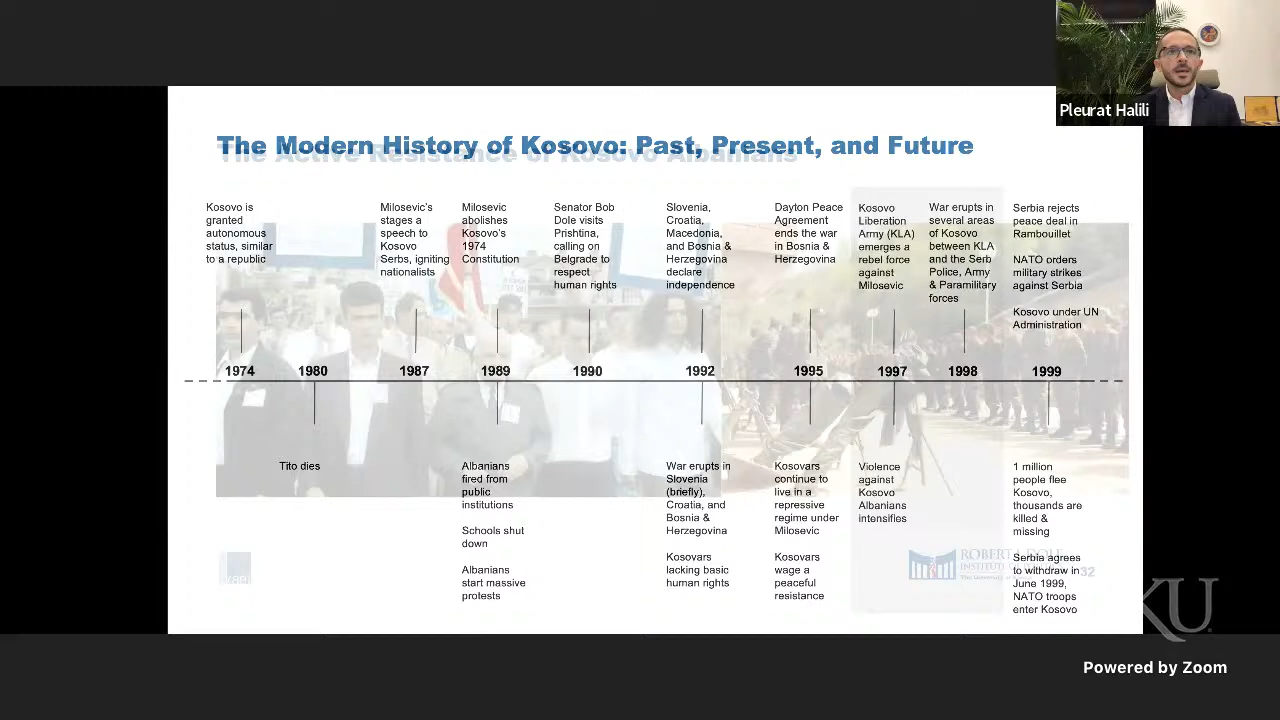 Pleurat Halili
The Modern History of Kosovo: Past, Present, and Future
The Active Resistance of Kosovo Albanians
Kosovo is
granted
autonomous
status, similar
to a republic
Milosevic's
stages a
speech to
Kosovo
Serbs, igniting
nationalists
Milosevic
abolishes
Kosovo's
1974
Constitution
Senator Bob
Dole visits
Prishtina,
calling on
Belgrade to
respect
human rights
Slovenia,
Croatia,
Macedonia,
and Bosnia &
Herzegovina
declare
independence
Dayton Peace
Agreement
ends the war
in Bosnia &
Herzegovina
Kosovo
Liberation
Army (KLA)
emerges a
rebel force
against
Milosevic
War erupts in
several areas
of Kosovo
between KLA
and the Serb
Police, Army
& Paramilitary
forces
Serbia rejects
peace deal in
Rambouillet
NATO orders
military strikes
against Serbia
Kosovo under UN
Administration
1974
1980
1987
1989
1990
1992
1995
1997
1998
1999
Tito dies
Albanians
fired from
public
institutions
Schools shut
down
Albanians
start massive
protests
War erupts in
Slovenia
(briefly),
Croatia, and
Bosnia &
Herzegovina
Kosovars
lacking basic
human rights
Kosovars
continue to
live in a
repressive
regime under
Milosevic
Kosovars
wage a
peaceful
resistance
Violence
against
Kosovo
Albanians
intensifies
1 million
people flee
Kosovo,
thousands are
killed &
missing
Serbia agrees
to withdraw in
June 1999,
NATO troops
enter Kosovo
32
KU
Powered by Zoom